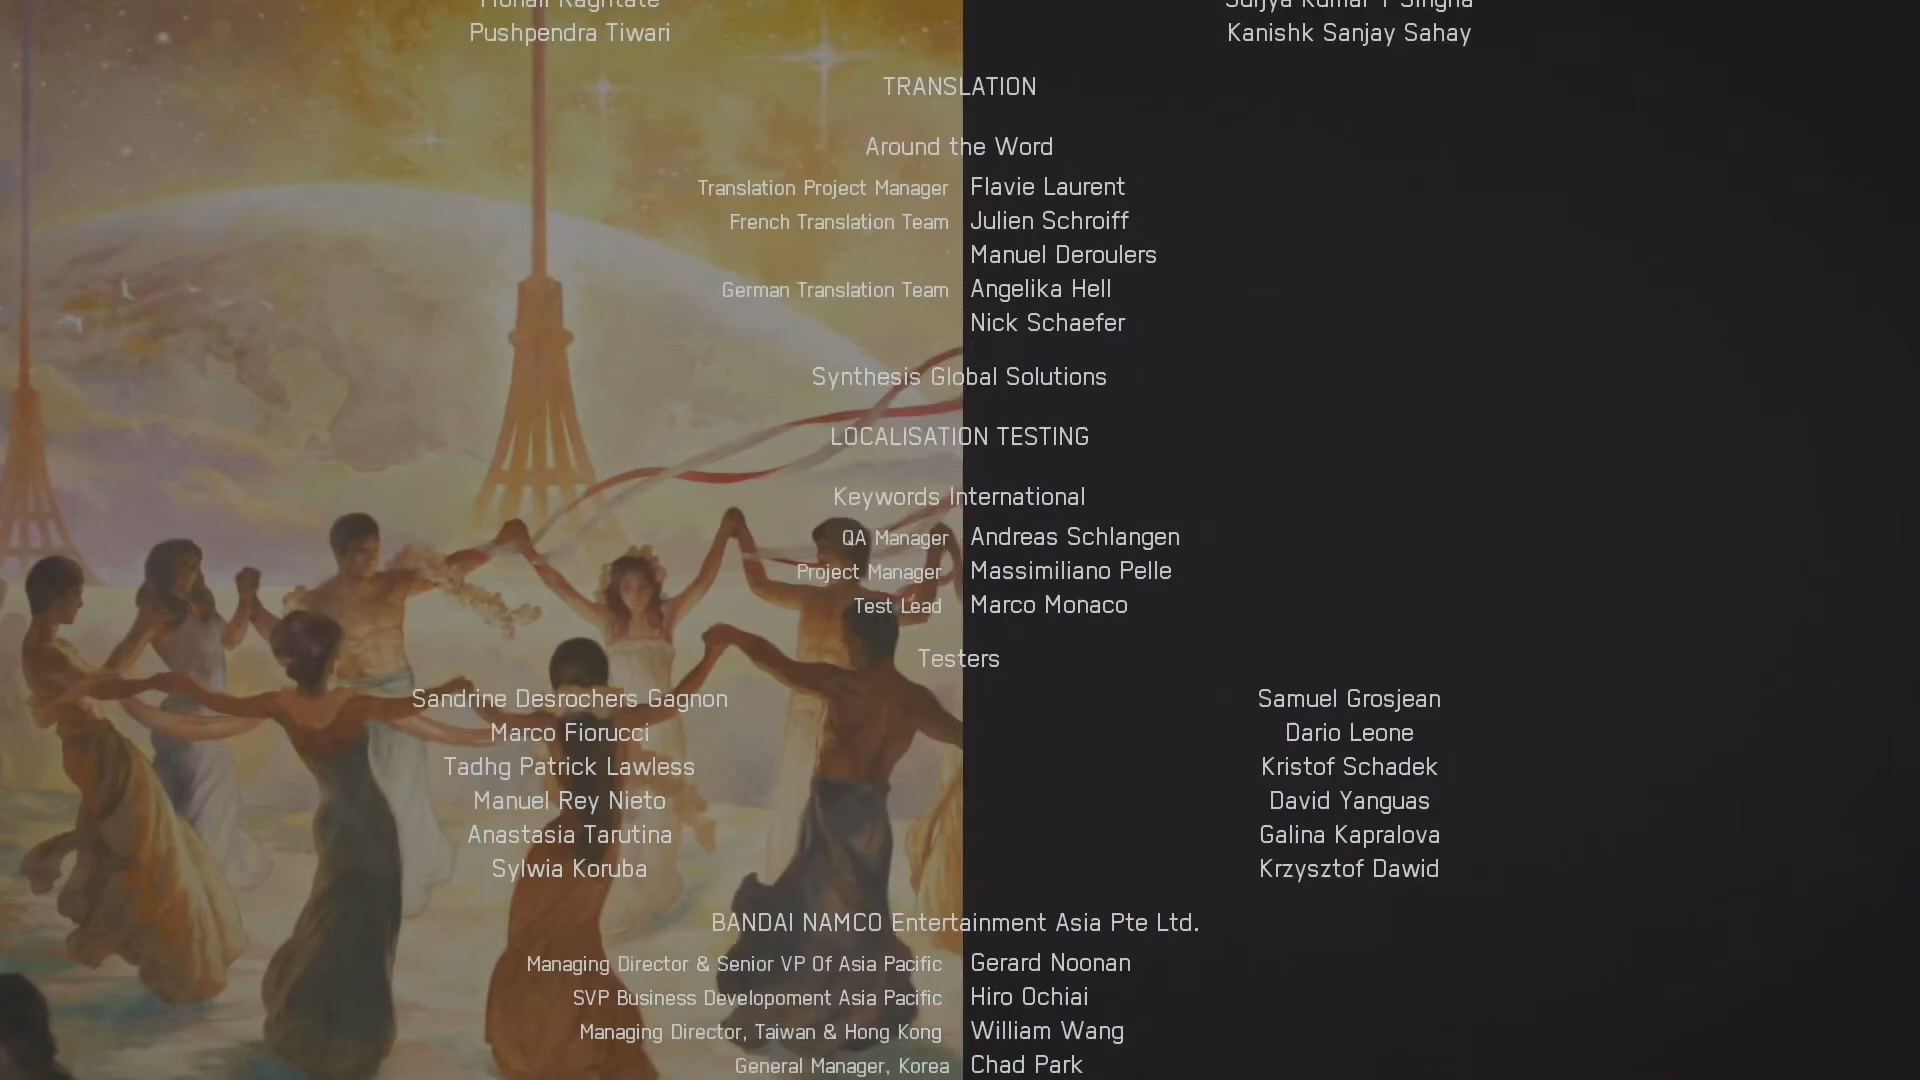 Pushpendra Tiwari
Kanishk Sanjay Sahay
TRANSLATION
Around the Word
Translation Project Manager Flavie Laurent
French Translation Team Julien Schroiff
Manuel Deroulers
German Translation Team Angelika Hell
Nick Schaefer
Synthesis Global Solutions
LOCALISATION TESTING
Keywords International
QA Manager Andreas Schlangen
Project Manager Massimiliano Pelle
Test Lead Marco Monaco
Testers
Sandrine Desrochers Gagnon Samuel Grosjean
Marco Fiorucci Dario Leone
Tadhg Patrick Lawless Kristof Schadek
Manuel Rey Nieto David Yanguas
Anastasia Tarutina Galina Kapralova
Sylwia Koruba Krzysztof Dawid
BANDAI NAMCO Entertainment Asia Pte Ltd.
Managing Director & Senior VP Of Asia Pacific Gerard Noonan
SVP Business Developoment Asia Pacific Hiro Ochiai
Managing Director, Taiwan & Hong Kong William Wang
General Manager, Korea Chad Park